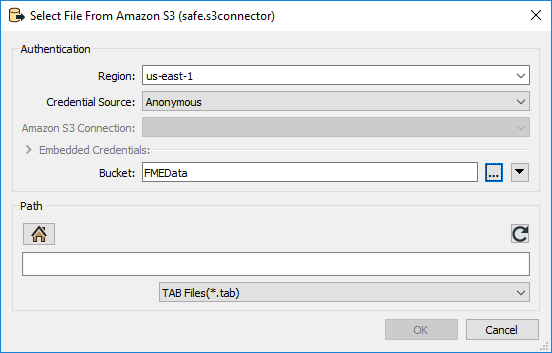 Select File From Amazon S3 (safe.s3connector)
Authentication
Region: us-east-1
Credential Source: Anonymous
Amazon S3 Connection:
Embedded Credentials:
Bucket: FMEData ...
Path
TAB Files(*.tab)
OK Cancel